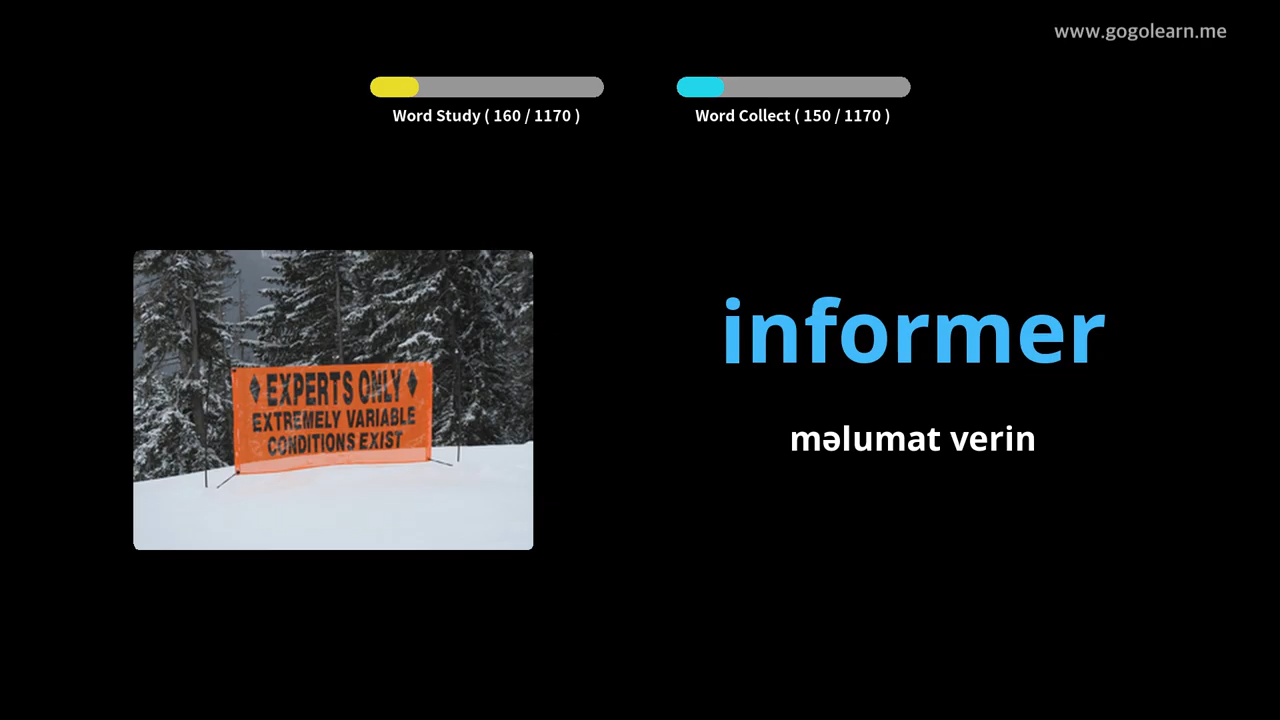 www.gogolearn.me
Word Study ( 160 / 1170 )
Word Collect ( 150 / 1170 )
EXPERTS ONLY
EXTREMELY VARIABLE
CONDITIONS EXIST
informer
məlumat verin